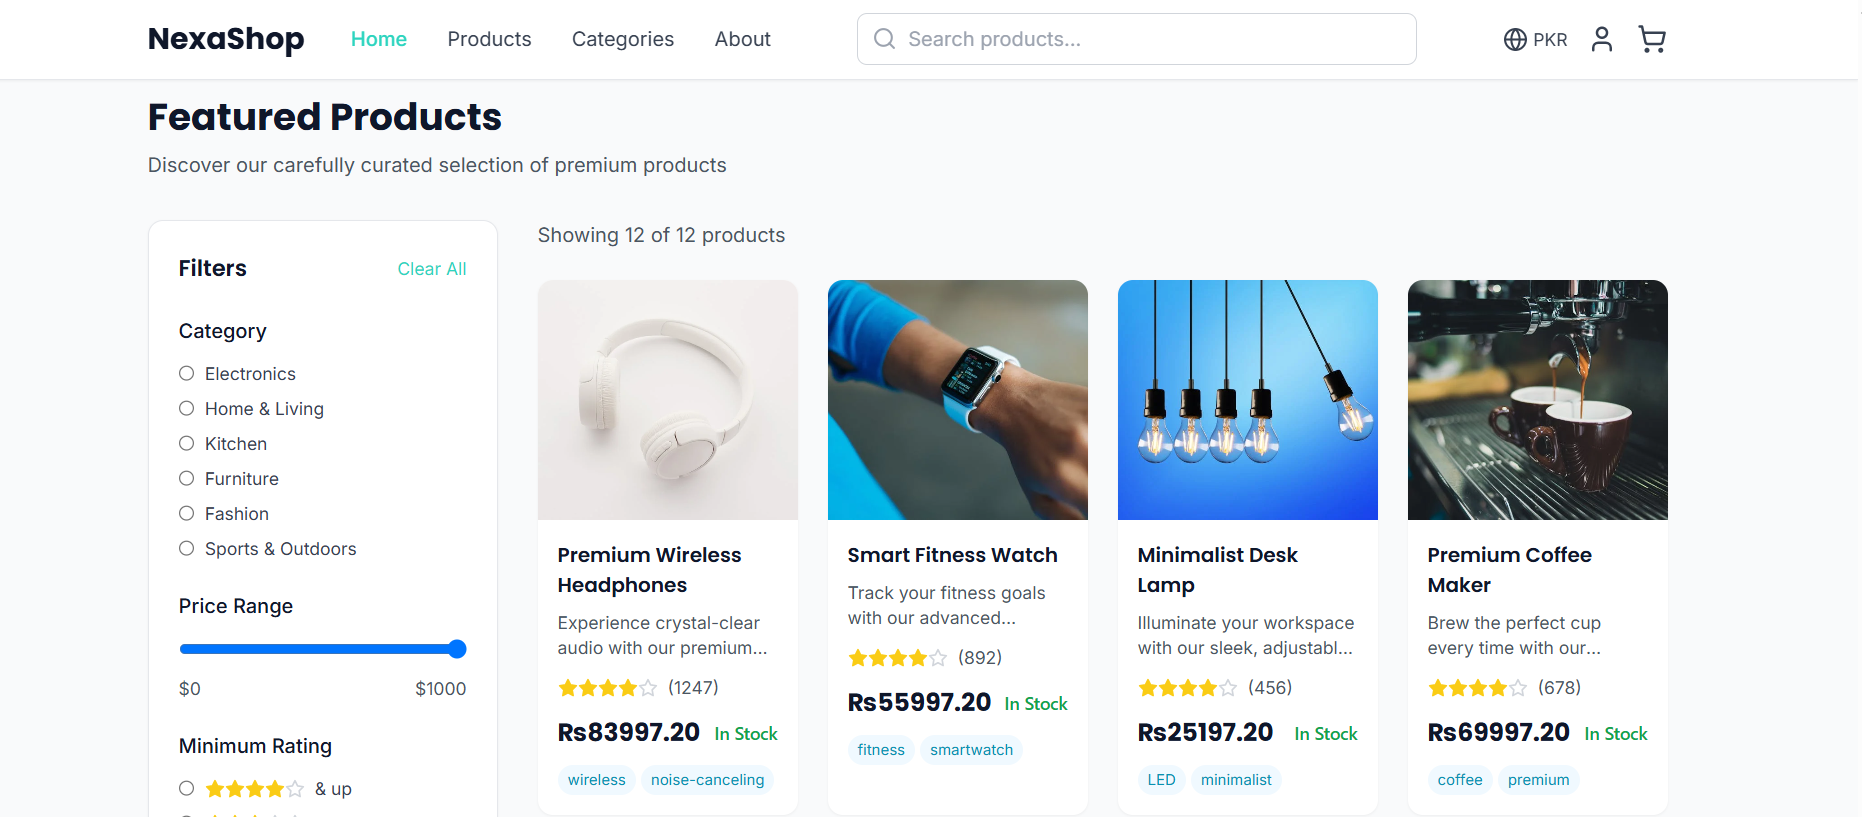 NexaShop
Home
Products
Categories
About
Search products...
PKR
Featured Products
Discover our carefully curated selection of premium products
Filters
Clear All
Category
Electronics
Home & Living
Kitchen
Furniture
Fashion
Sports & Outdoors
Price Range
$0
$1000
Minimum Rating
& up
Showing 12 of 12 products
Premium Wireless
Headphones
Experience crystal-clear
audio with our premium...
(1247)
Rs83997.20
In Stock
wireless
noise-canceling
Smart Fitness Watch
Track your fitness goals
with our advanced...
(892)
Rs55997.20
In Stock
fitness
smartwatch
Minimalist Desk
Lamp
Illuminate your workspace
with our sleek, adjustabl...
(456)
Rs25197.20
In Stock
LED
minimalist
Premium Coffee
Maker
Brew the perfect cup
every time with our...
(678)
Rs69997.20
In Stock
coffee
premium